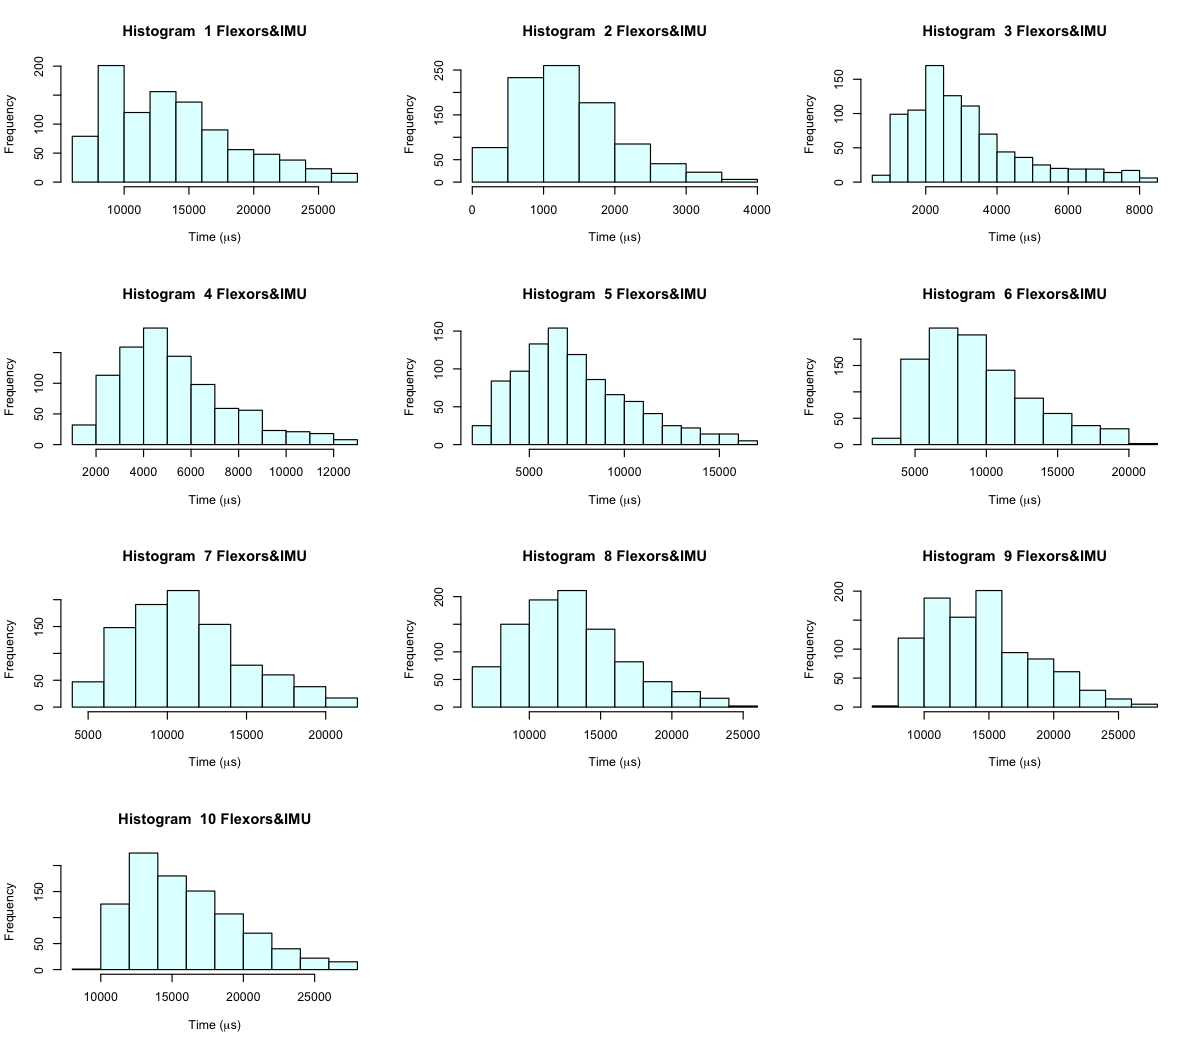 Histogram  1 Flexors&IMU
Frequency
0 50 100 200
10000 15000 20000 25000
Time (μs)
Histogram  2 Flexors&IMU
Frequency
0 50 150 250
0 1000 2000 3000 4000
Time (μs)
Histogram  3 Flexors&IMU
Frequency
0 50 100 150
2000 4000 6000 8000
Time (μs)
Histogram  4 Flexors&IMU
Frequency
0 50 100
2000 4000 6000 8000 10000 12000
Time (μs)
Histogram  5 Flexors&IMU
Frequency
0 50 100 150
5000 10000 15000
Time (μs)
Histogram  6 Flexors&IMU
Frequency
0 50 150
5000 10000 15000 20000
Time (μs)
Histogram  7 Flexors&IMU
Frequency
0 50 150
5000 10000 15000 20000
Time (μs)
Histogram  8 Flexors&IMU
Frequency
0 50 100 200
10000 15000 20000 25000
Time (μs)
Histogram  9 Flexors&IMU
Frequency
0 50 100 200
10000 15000 20000 25000
Time (μs)
Histogram  10 Flexors&IMU
Frequency
0 50 150
10000 15000 20000 25000
Time (μs)